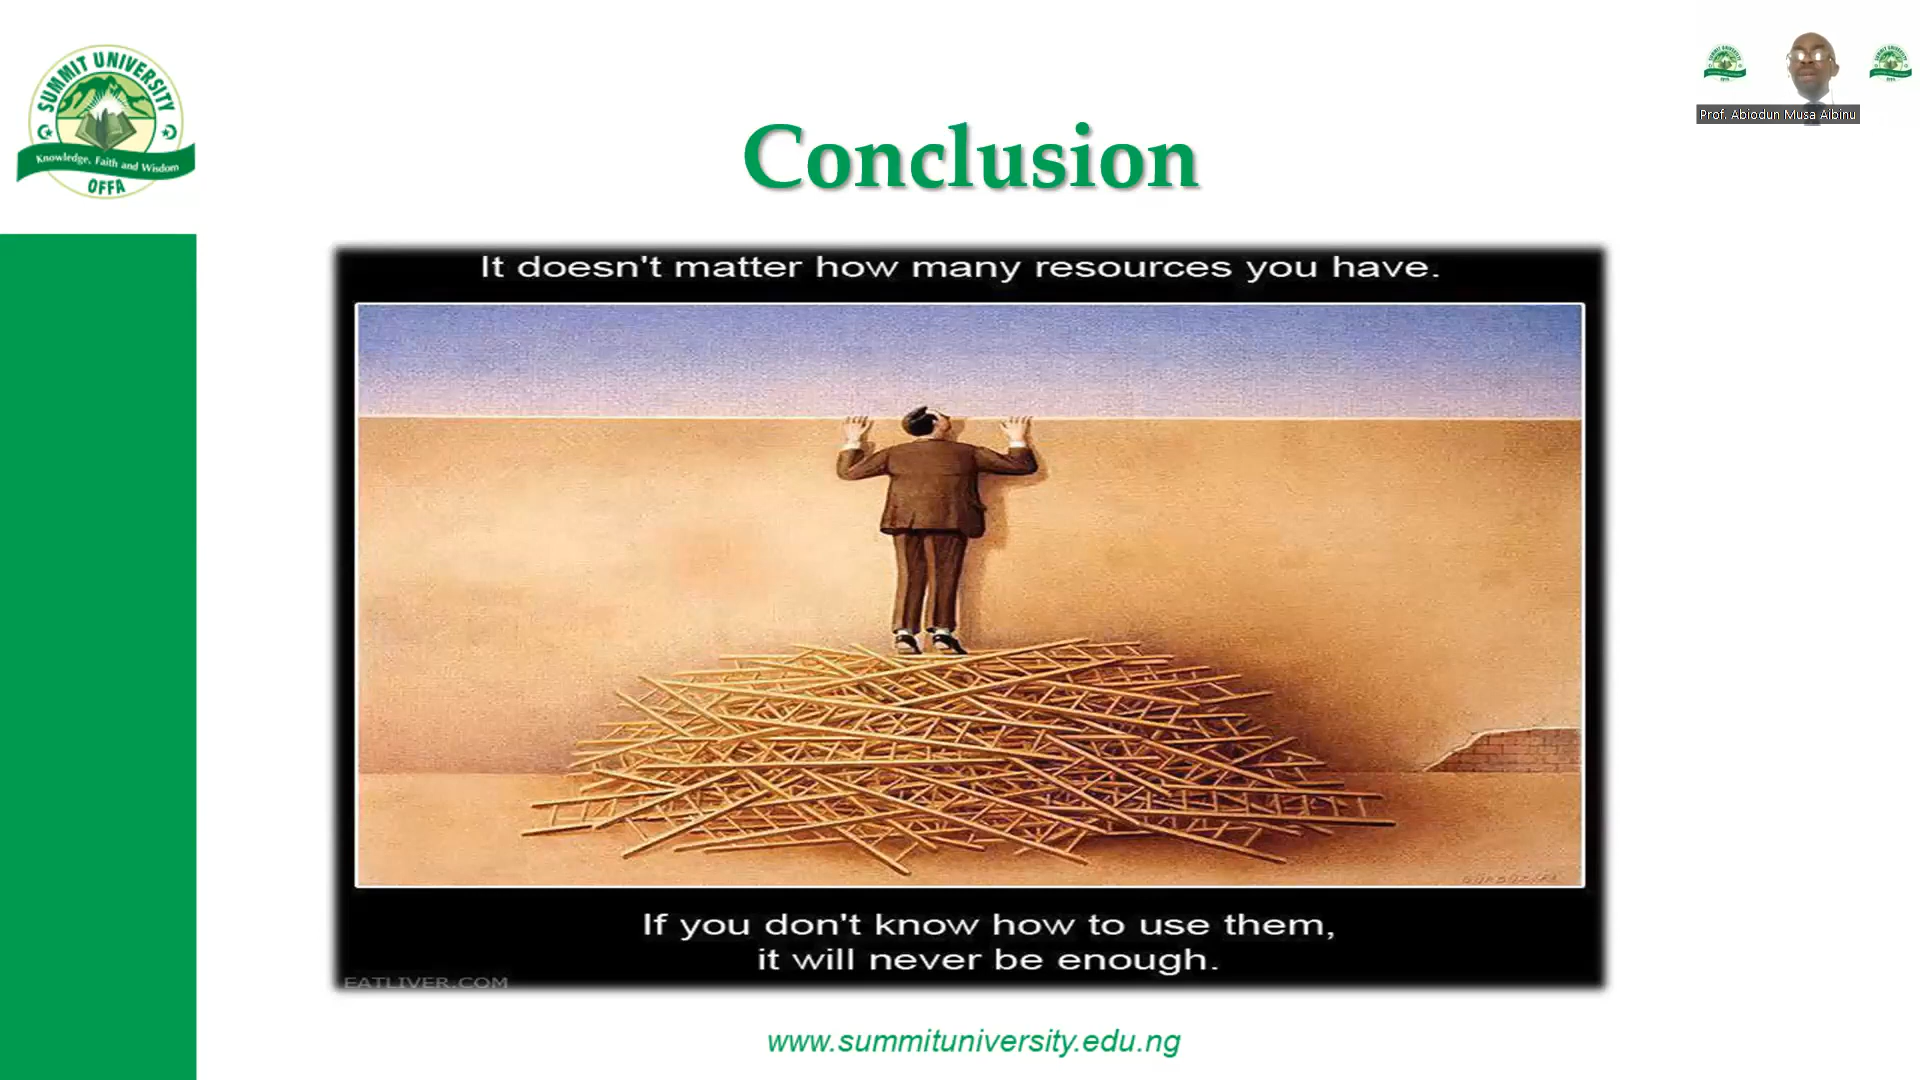 SUMMIT UNIVERSITY
Knowledge, Faith and Wisdom
OFFA
Prof. Abiodun Musa Aibinu
Conclusion
It doesn't matter how many resources you have.
If you don't know how to use them,
it will never be enough.
EATLIVER.COM
www.summituniversity.edu.ng